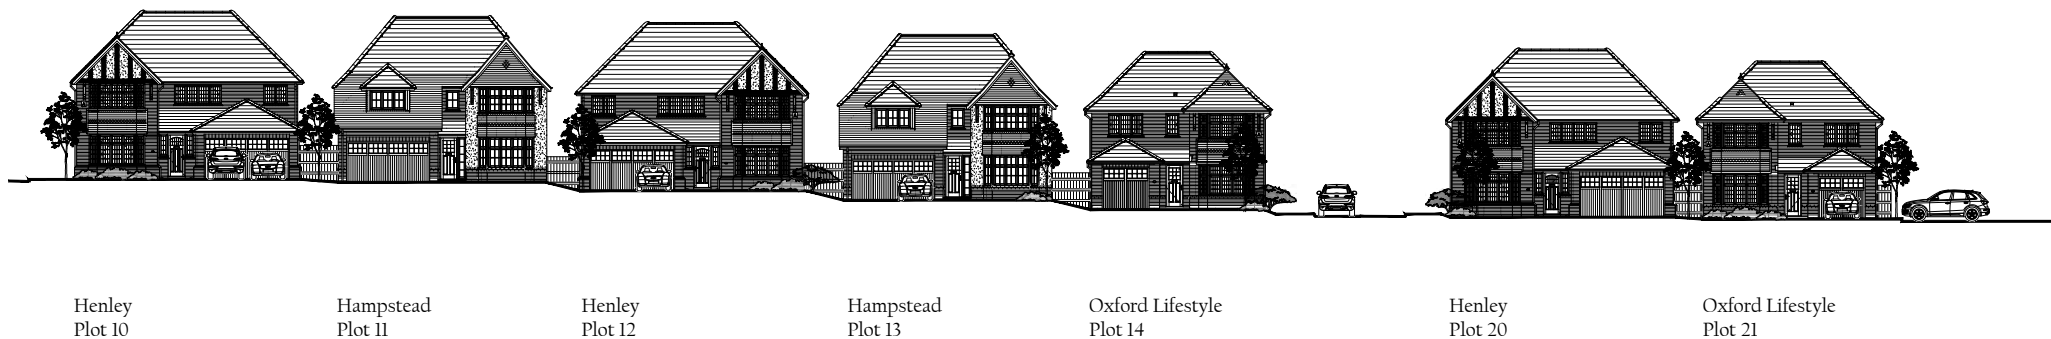 Henley
Plot 10
Hampstead
Plot 11
Henley
Plot 12
Hampstead
Plot 13
Oxford Lifestyle
Plot 14
Henley
Plot 20
Oxford Lifestyle
Plot 21